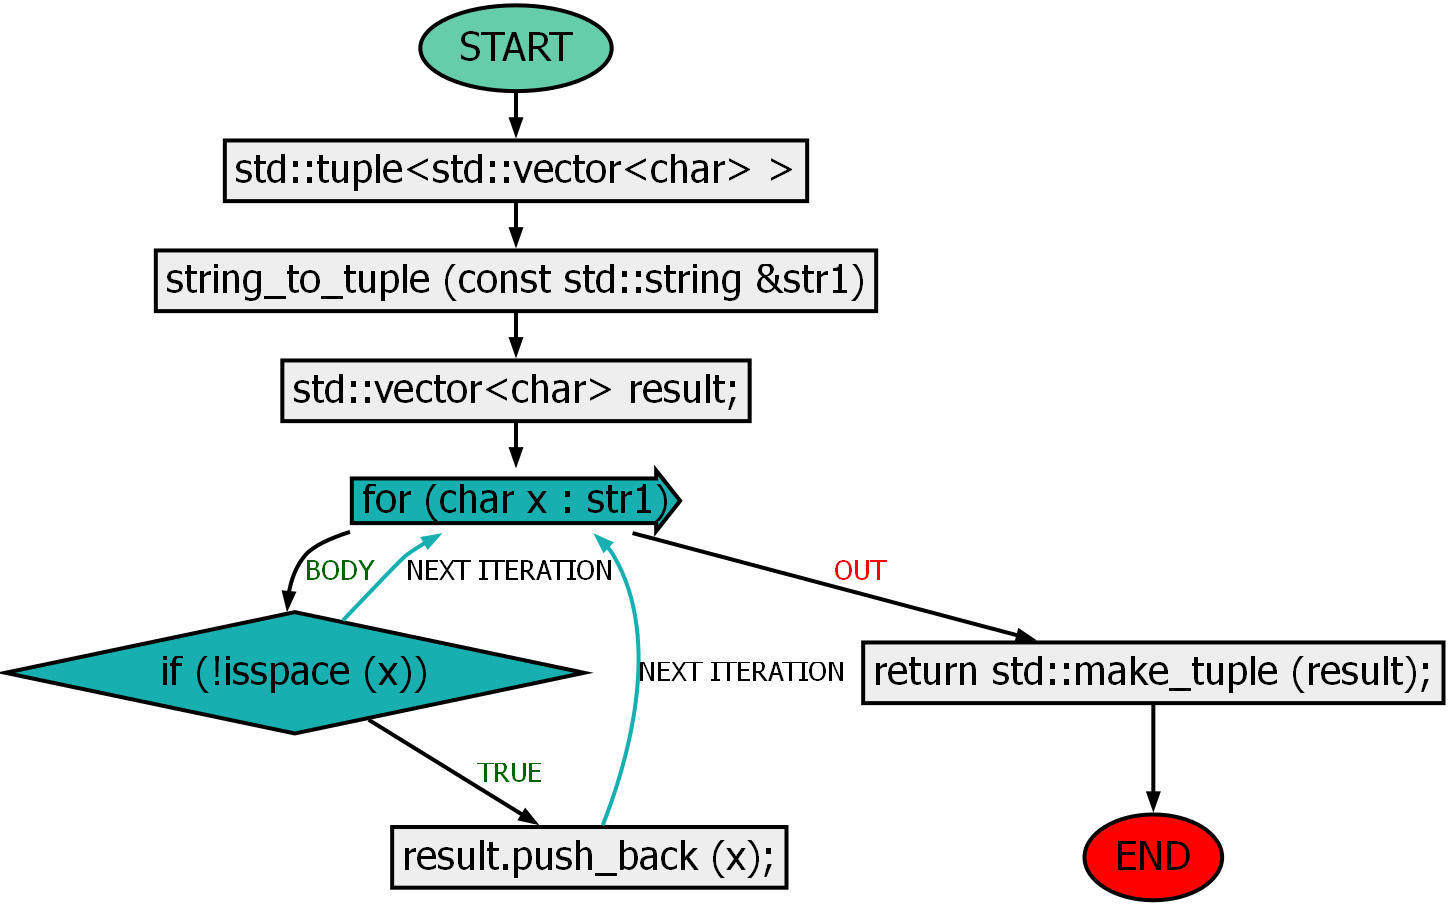 START
std::tuple<std::vector<char> >
string_to_tuple (const std::string &str1)
std::vector<char> result;
for (char x : str1)
BODY
NEXT ITERATION
OUT
if (!isspace (x))
NEXT ITERATION
return std::make_tuple (result);
TRUE
result.push_back (x);
END